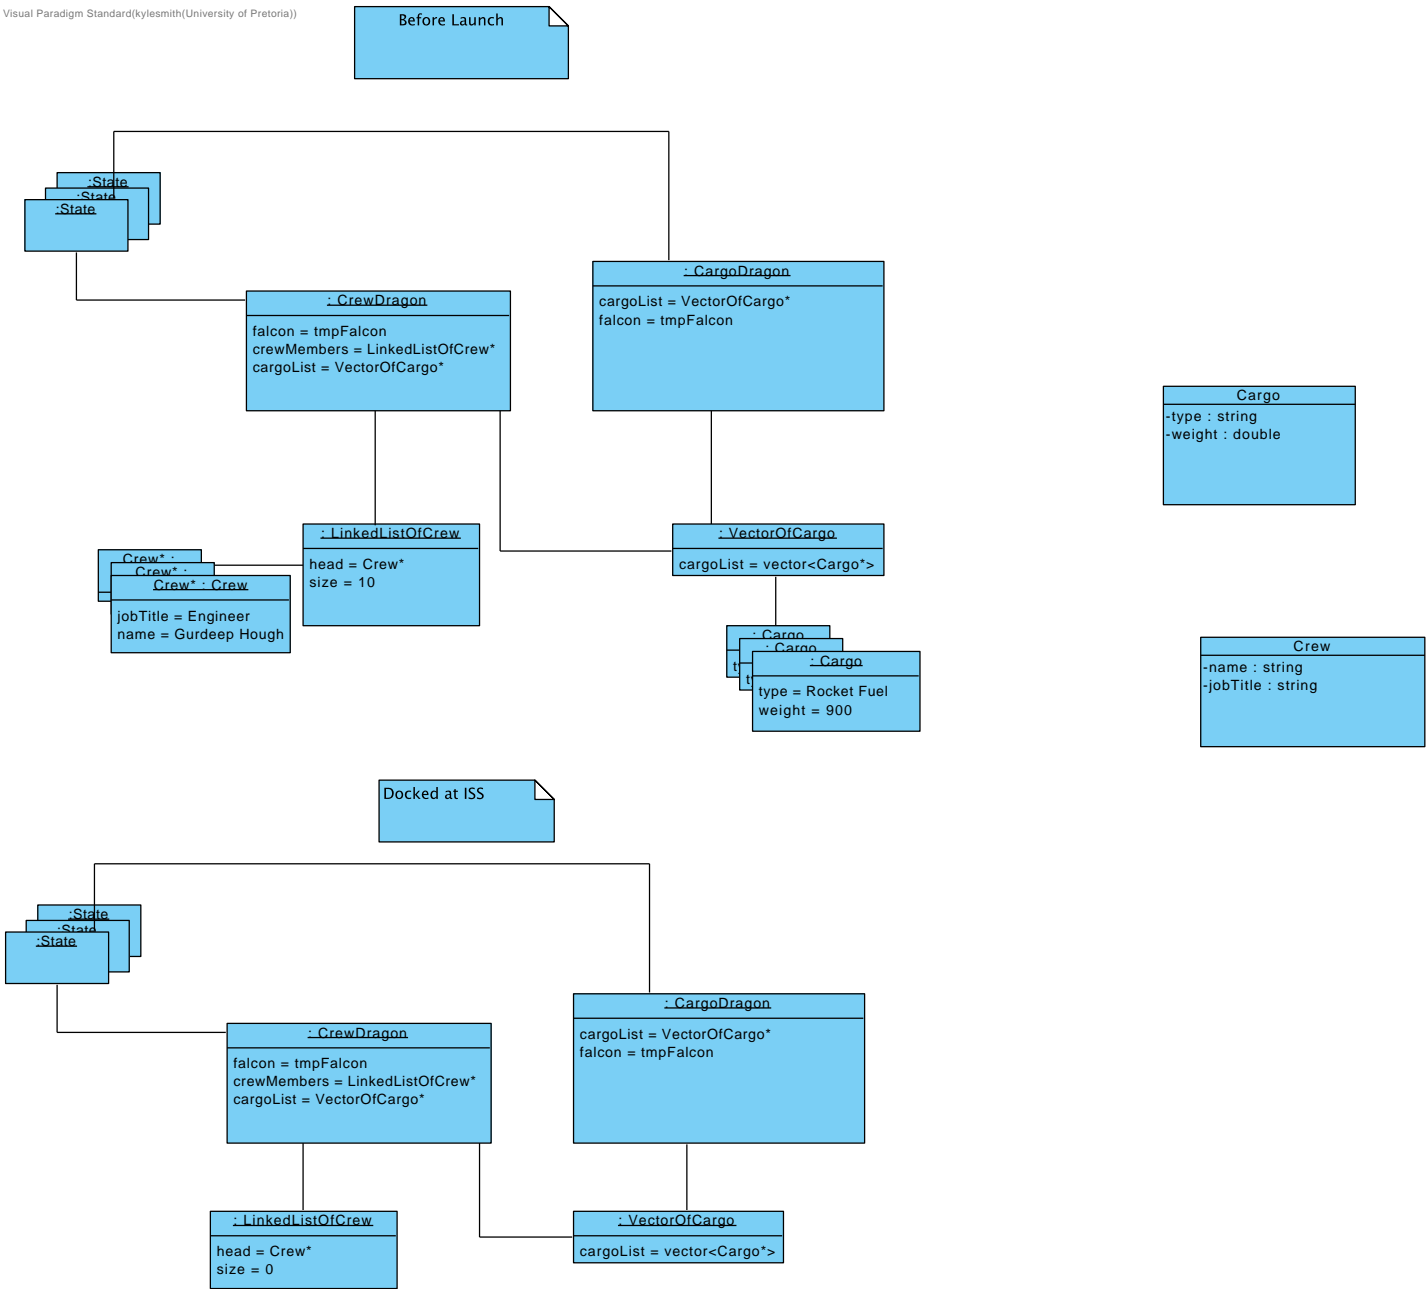 Visual Paradigm Standard(kylesmith(University of Pretoria))
Before Launch
:State
:State
:State
: CrewDragon
falcon = tmpFalcon
crewMembers = LinkedListOfCrew*
cargoList = VectorOfCargo*
: CargoDragon
cargoList = VectorOfCargo*
falcon = tmpFalcon
Cargo
-type : string
-weight : double
: LinkedListOfCrew
head = Crew*
size = 10
: VectorOfCargo
cargoList = vector<Cargo*>
Crew* :
Crew* :
Crew* : Crew
jobTitle = Engineer
name = Gurdeep Hough
: Cargo
: Cargo
: Cargo
type = Rocket Fuel
weight = 900
Crew
-name : string
-jobTitle : string
Docked at ISS
:State
:State
:State
: CrewDragon
falcon = tmpFalcon
crewMembers = LinkedListOfCrew*
cargoList = VectorOfCargo*
: CargoDragon
cargoList = VectorOfCargo*
falcon = tmpFalcon
: LinkedListOfCrew
head = Crew*
size = 0
: VectorOfCargo
cargoList = vector<Cargo*>